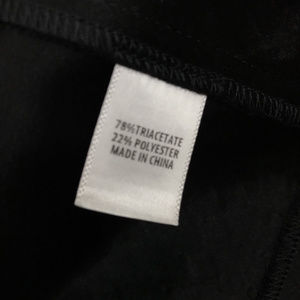 78%TRIACETATE
22% POLYESTER
MADE IN CHINA